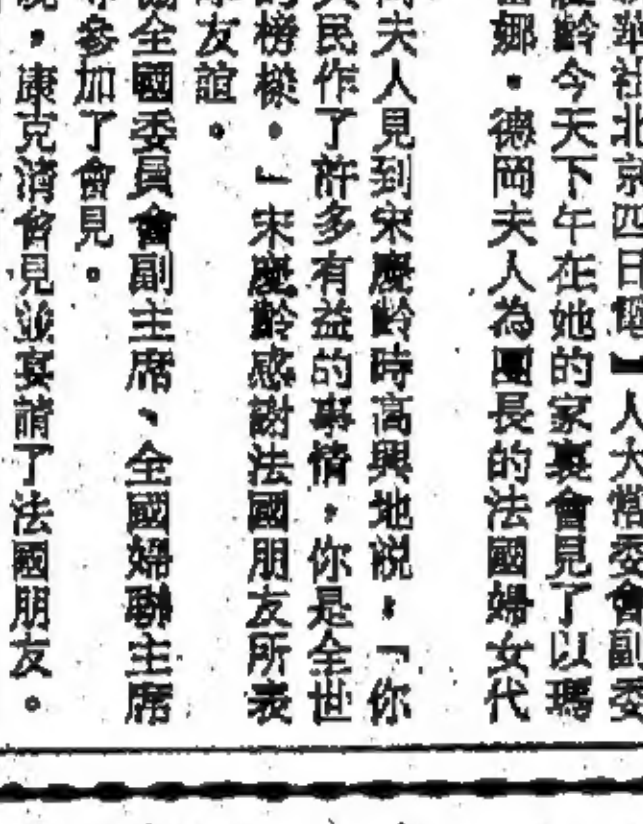 華社北京四日電】人大常委會副委
齡今天下午在她的家裏會見了以瑪
娜·德岡夫人為團長的法國婦女代
夫人見到宋慶齡時高興地說，「你
民作了許多有益的事情，你是全世
的榜樣。」宋慶齡感謝法國朋友所表
友誼。
全國委員會副主席、全國婦聯主席
參加了會見。
，康克清會見並宴請了法國朋友。